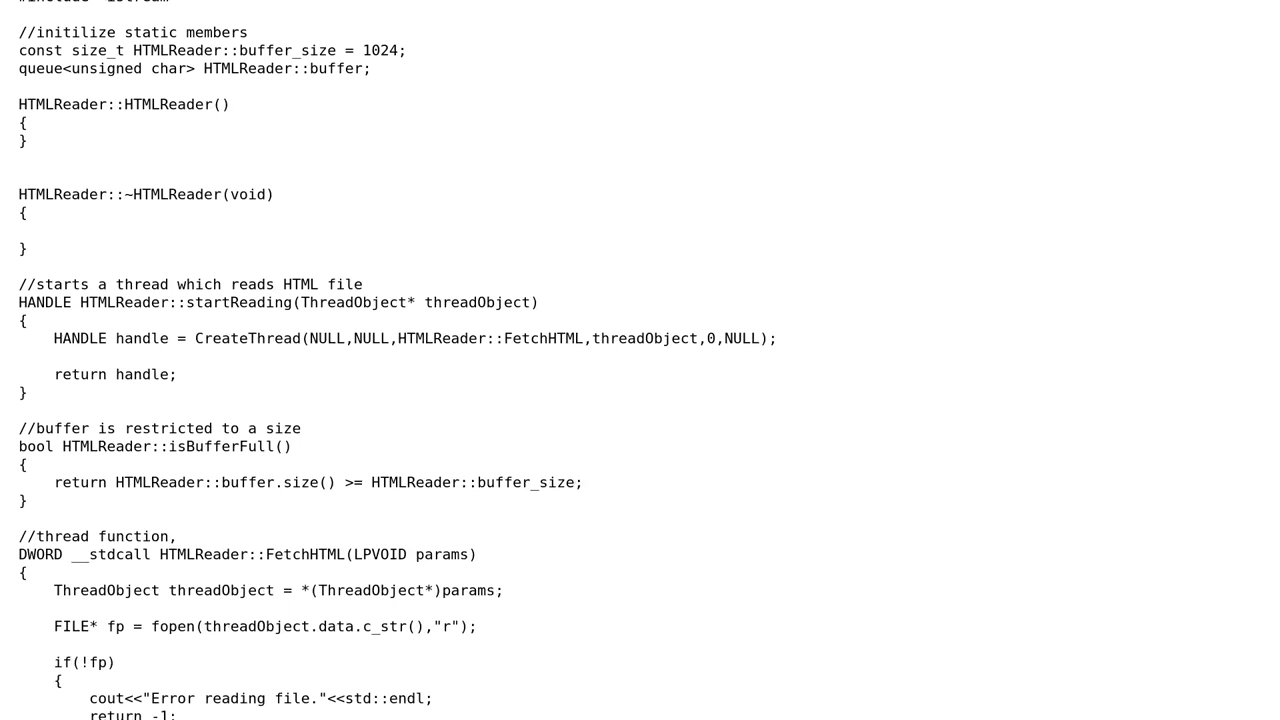 //initilize static members
const size_t HTMLReader::buffer_size = 1024;
queue<unsigned char> HTMLReader::buffer;

HTMLReader::HTMLReader()
{
}


HTMLReader::~HTMLReader(void)
{

}

//starts a thread which reads HTML file
HANDLE HTMLReader::startReading(ThreadObject* threadObject)
{
    HANDLE handle = CreateThread(NULL,NULL,HTMLReader::FetchHTML,threadObject,0,NULL);

    return handle;
}

//buffer is restricted to a size
bool HTMLReader::isBufferFull()
{
    return HTMLReader::buffer.size() >= HTMLReader::buffer_size;
}

//thread function,
DWORD __stdcall HTMLReader::FetchHTML(LPVOID params)
{
    ThreadObject threadObject = *(ThreadObject*)params;

    FILE* fp = fopen(threadObject.data.c_str(),"r");

    if(!fp)
    {
        cout<<"Error reading file."<<std::endl;
        return -1;